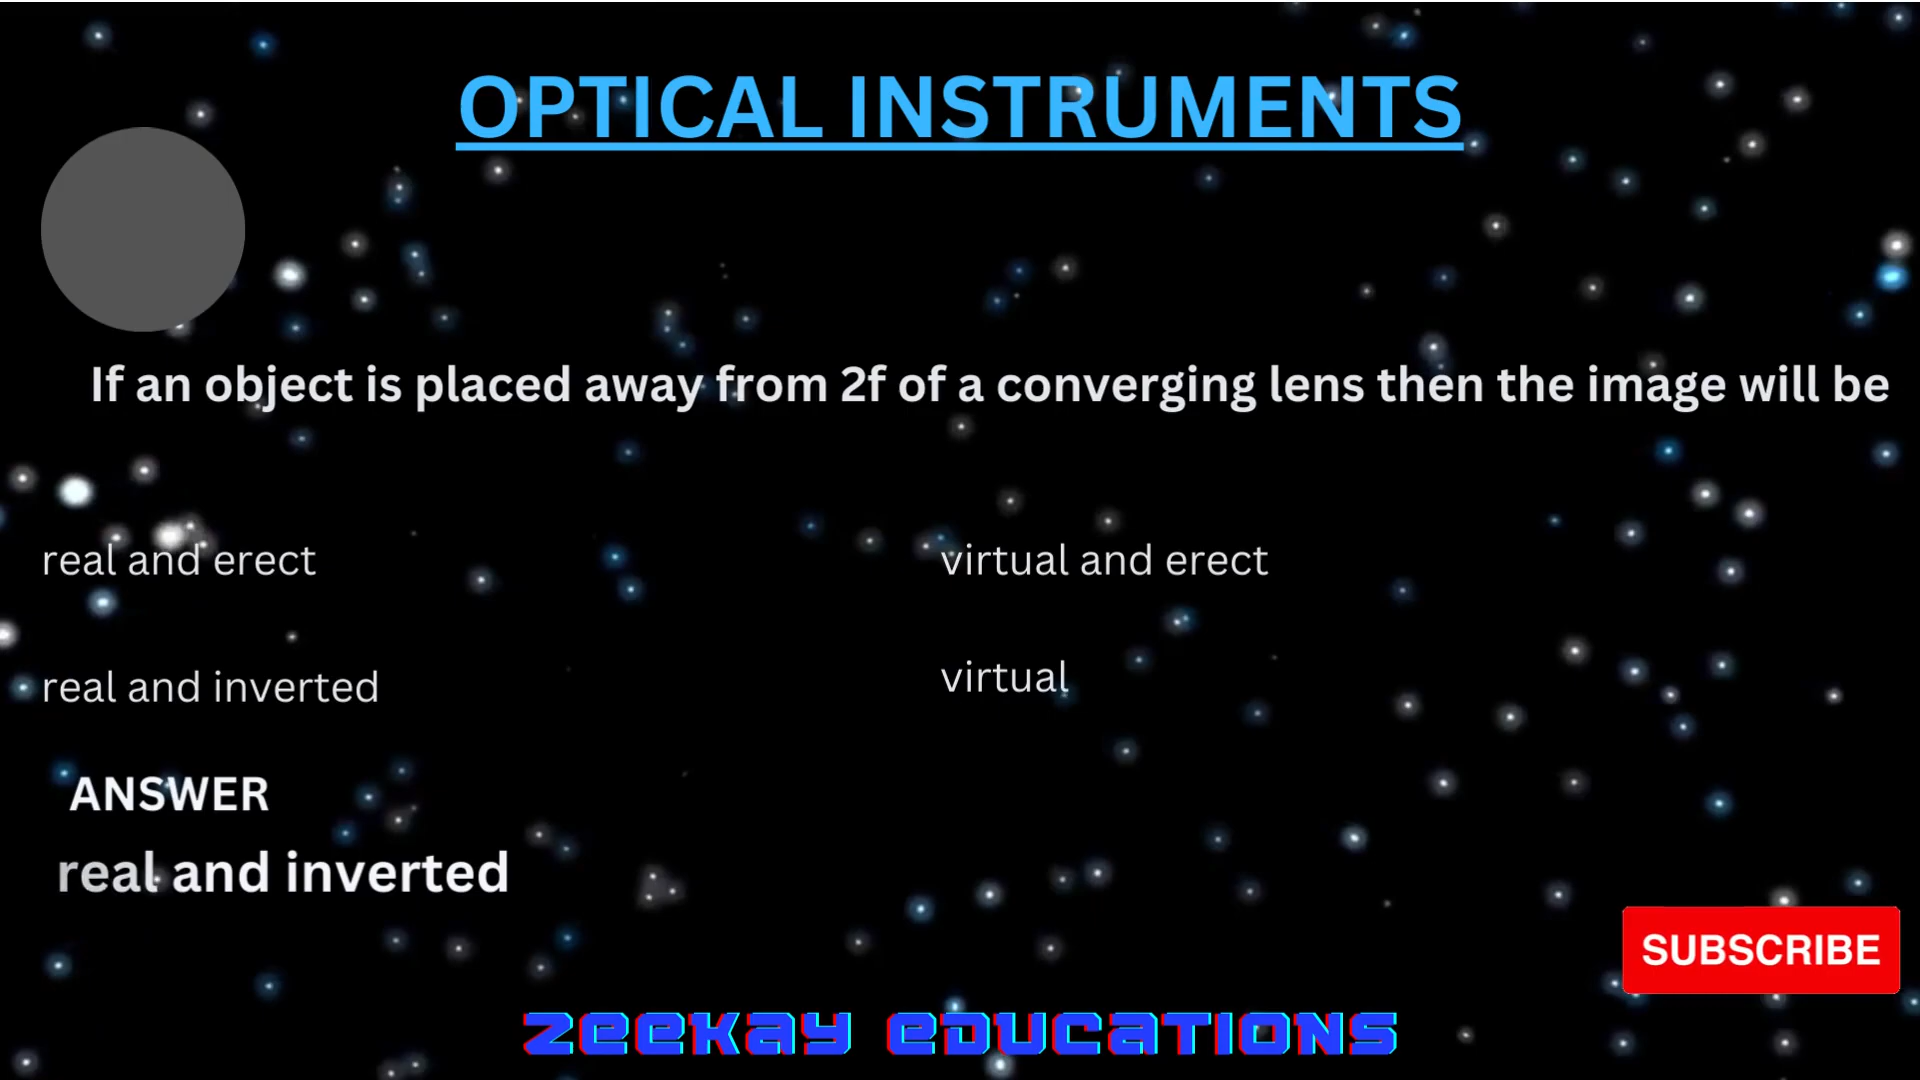 OPTICAL INSTRUMENTS
If an object is placed away from 2f of a converging lens then the image will be
real and erect
virtual and erect
real and inverted
virtual
ANSWER
real and inverted
SUBSCRIBE
ZEEKAY EDUCATIONS